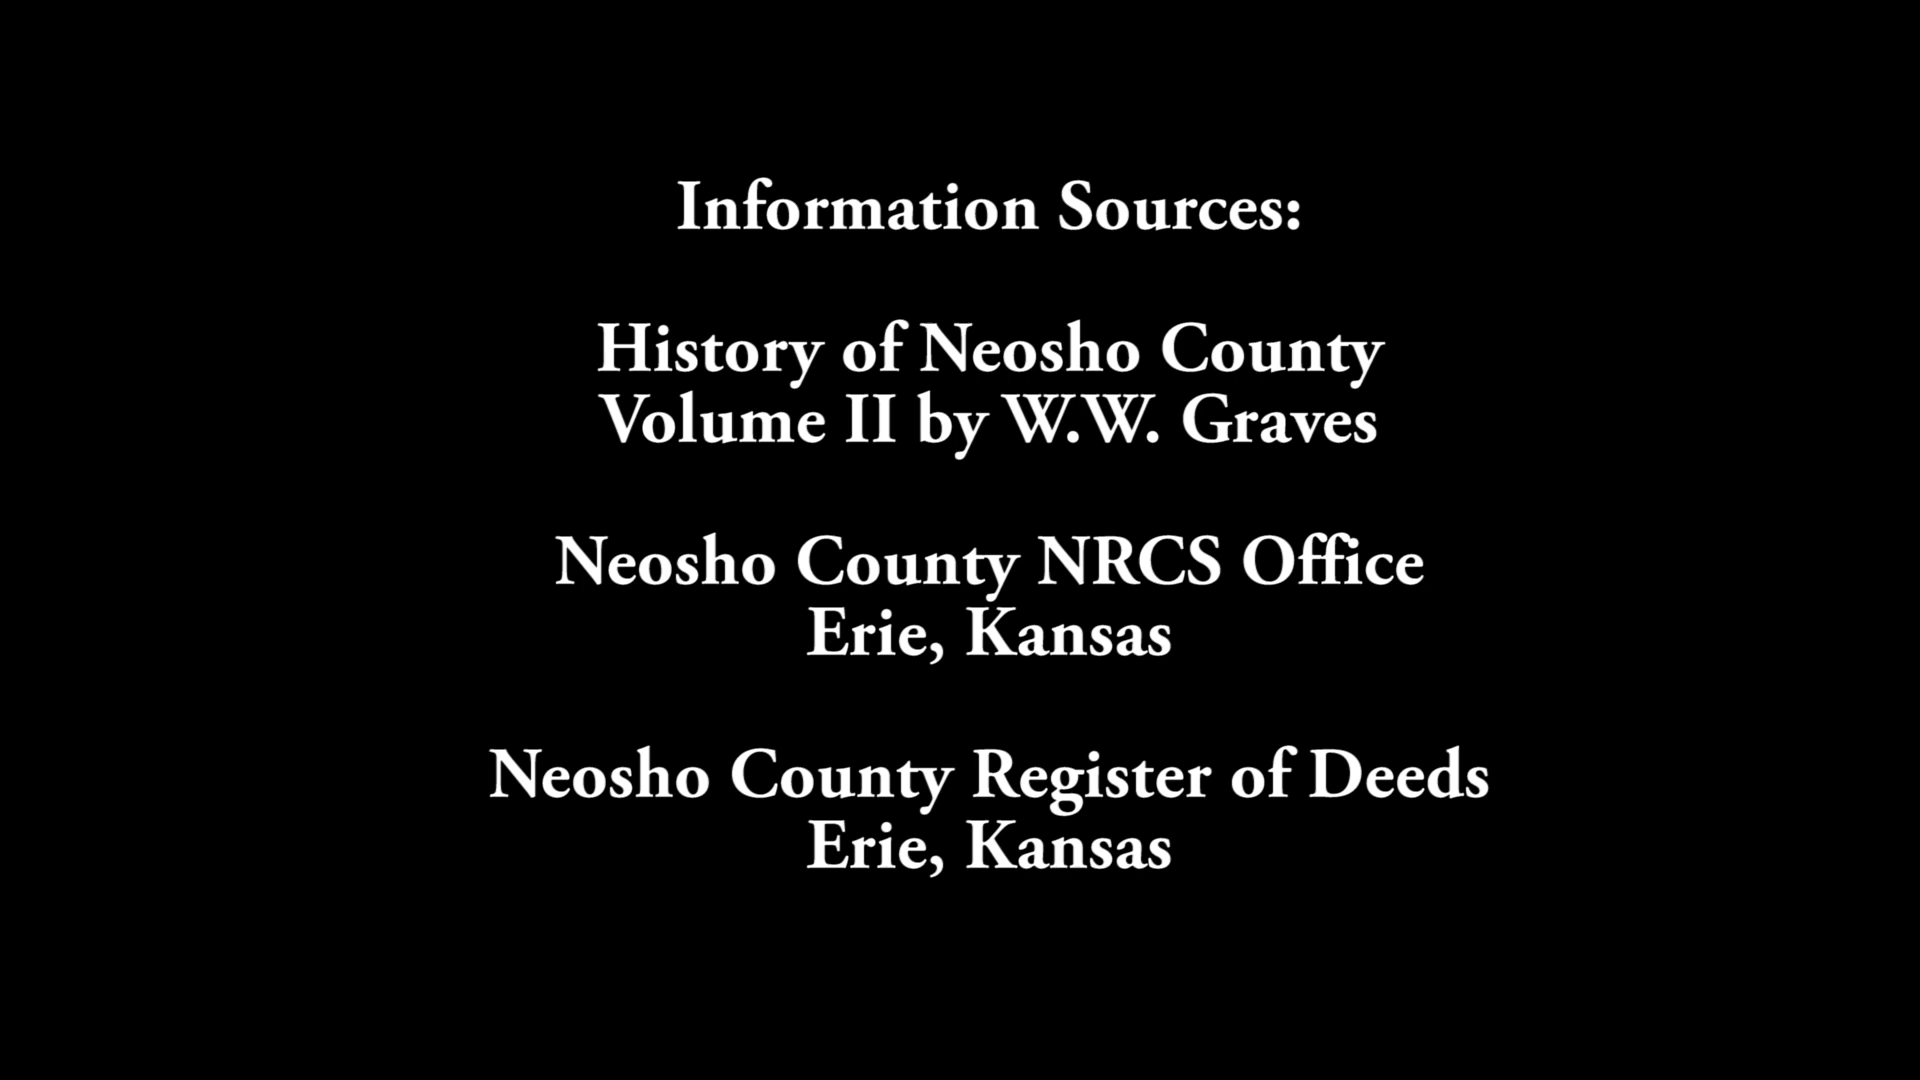 Information Sources:
History of Neosho County
Volume II by W.W. Graves
Neosho County NRCS Office
Erie, Kansas
Neosho County Register of Deeds
Erie, Kansas